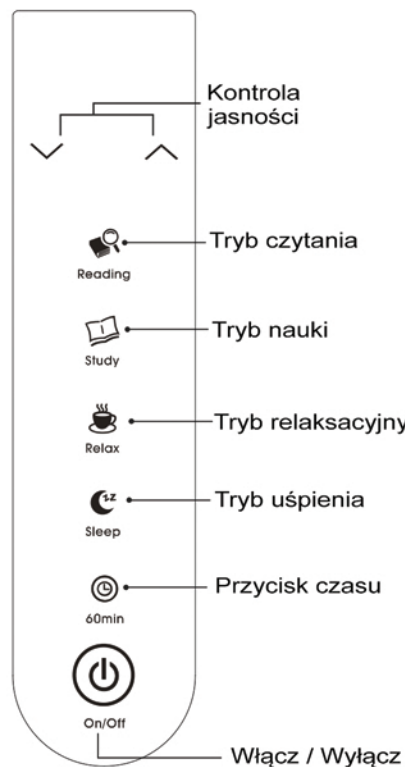 Kontrola
jasności
Tryb czytania
Reading
Tryb nauki
Study
Tryb relaksacyjny
Relax
zz
Tryb uśpienia
Sleep
Przycisk czasu
60min
On/Off
Włącz / Wyłącz